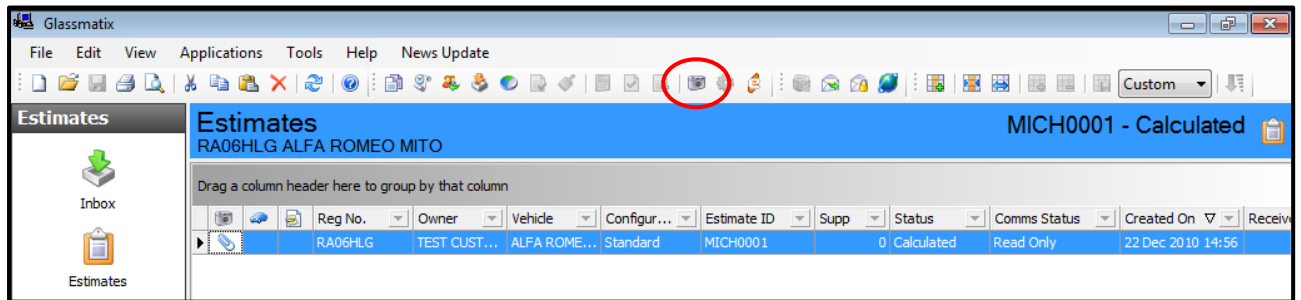 Glassmatix
File Edit View Applications Tools Help News Update
Custom
Estimates
Inbox
Estimates
Estimates
RA06HLG ALFA ROMEO MITO
MICH0001 - Calculated
Drag a column header here to group by that column
Reg No. Owner Vehicle Configur... Estimate ID Supp Status Comms Status Created On Receiv
RA06HLG TEST CUST... ALFA ROME... Standard MICH0001 0 Calculated Read Only 22 Dec 2010 14:56